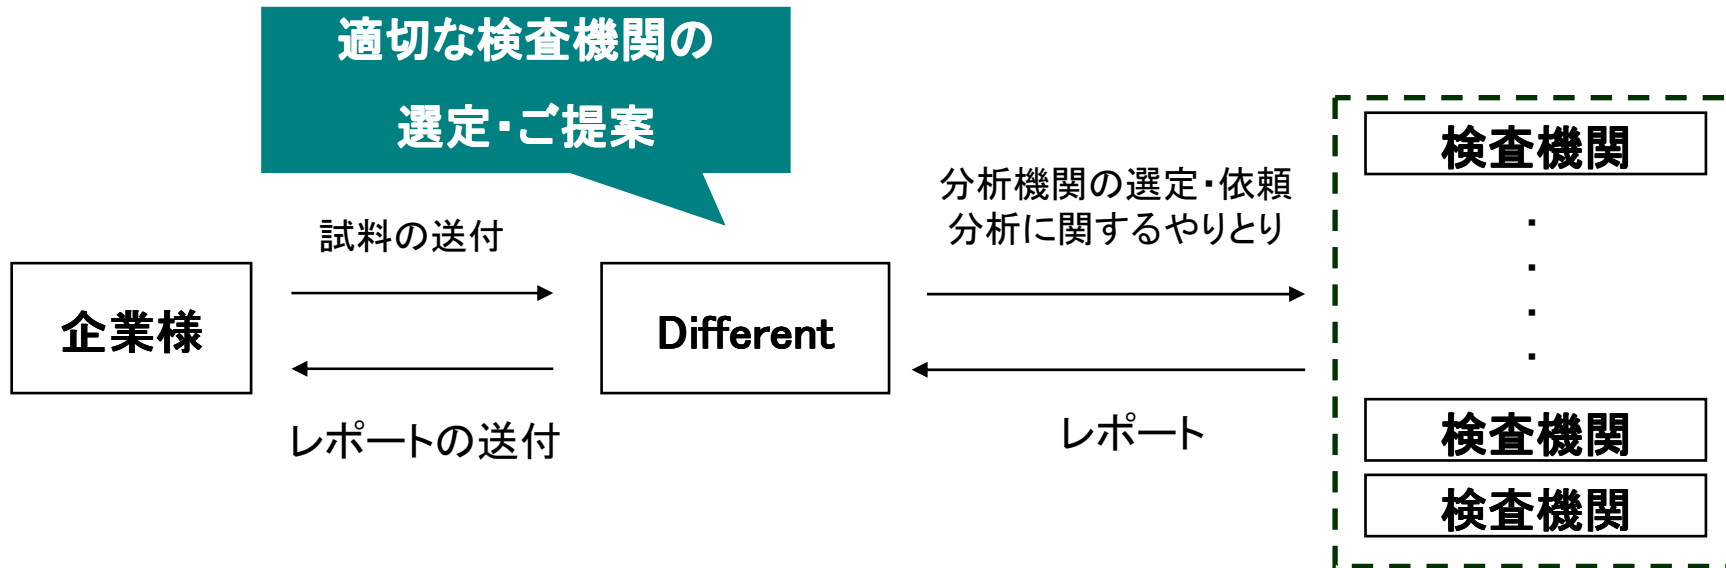 適切な検査機関の
選定・ご提案
試料の送付
企業様
レポートの送付
Different
分析機関の選定・依頼
分析に関するやりとり
レポート
検査機関
・
・
・
・
検査機関
検査機関